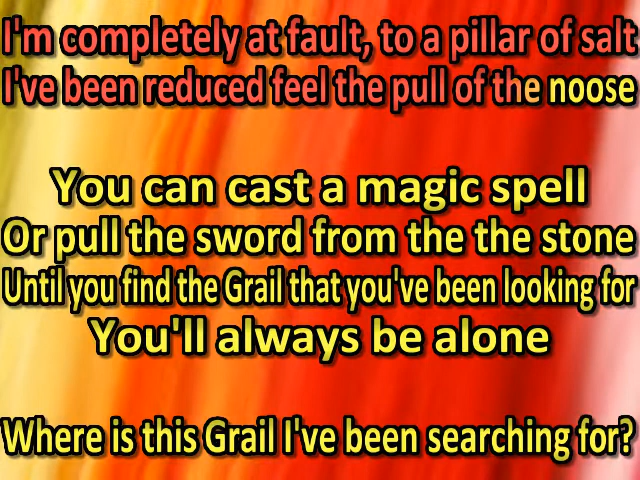 I'm completely at fault, to a pillar of salt
I've been reduced feel the pull of the noose
You can cast a magic spell
Or pull the sword from the the stone
Until you find the Grail that you've been looking for
You'll always be alone
Where is this Grail I've been searching for?